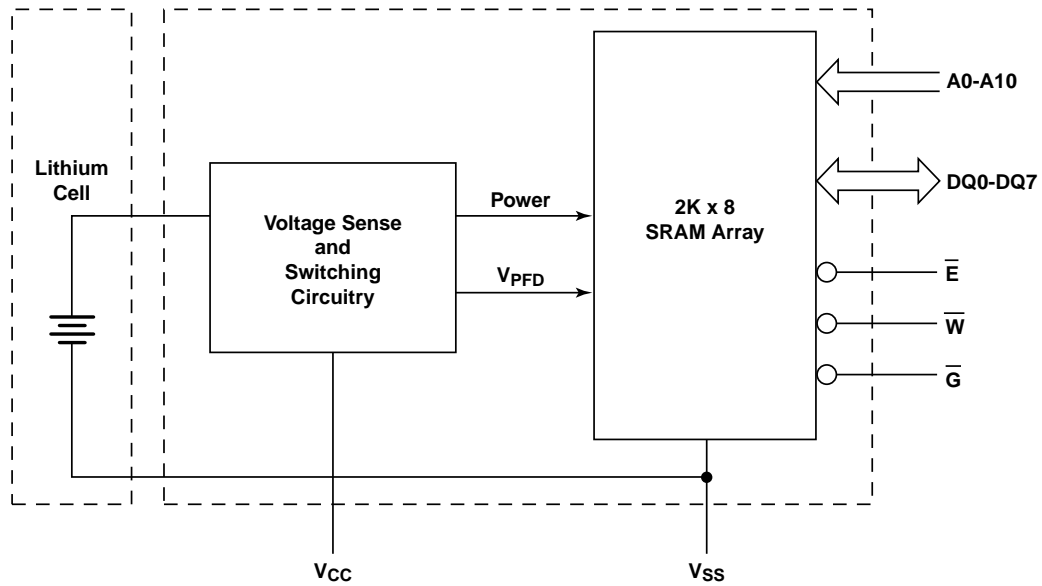 A0-A10
Lithium
Cell
DQ0-DQ7
Voltage Sense
and
Switching
Circuitry
Power
VPFD
2K x 8
SRAM Array
E̅
W̅
G̅
VCC
VSS